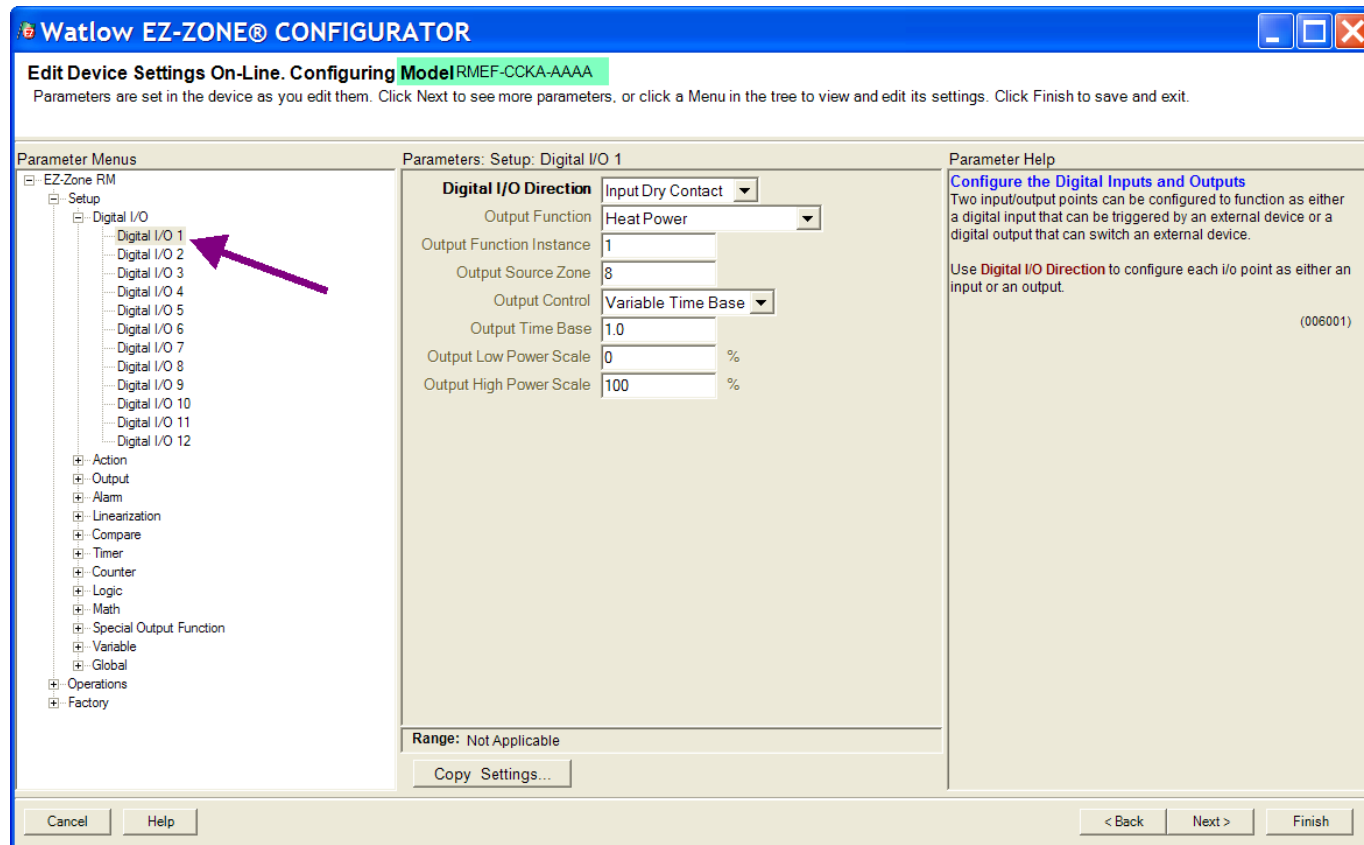 Watlow EZ-ZONE® CONFIGURATOR
Edit Device Settings On-Line. Configuring Model RMEF-CCKA-AAAA
Parameters are set in the device as you edit them. Click Next to see more parameters, or click a Menu in the tree to view and edit its settings. Click Finish to save and exit.
Parameter Menus
EZ-Zone RM
Setup
Digital I/O
Digital I/O 1
Digital I/O 2
Digital I/O 3
Digital I/O 4
Digital I/O 5
Digital I/O 6
Digital I/O 7
Digital I/O 8
Digital I/O 9
Digital I/O 10
Digital I/O 11
Digital I/O 12
Action
Output
Alarm
Linearization
Compare
Timer
Counter
Logic
Math
Special Output Function
Variable
Global
Operations
Factory
Parameters: Setup: Digital I/O 1
Digital I/O Direction Input Dry Contact
Output Function Heat Power
Output Function Instance 1
Output Source Zone 8
Output Control Variable Time Base
Output Time Base 1.0
Output Low Power Scale 0 %
Output High Power Scale 100 %
Range: Not Applicable
Copy Settings...
Parameter Help
Configure the Digital Inputs and Outputs
Two input/output points can be configured to function as either
a digital input that can be triggered by an external device or a
digital output that can switch an external device.
Use Digital I/O Direction to configure each i/o point as either an
input or an output.
(006001)
Cancel Help < Back Next > Finish